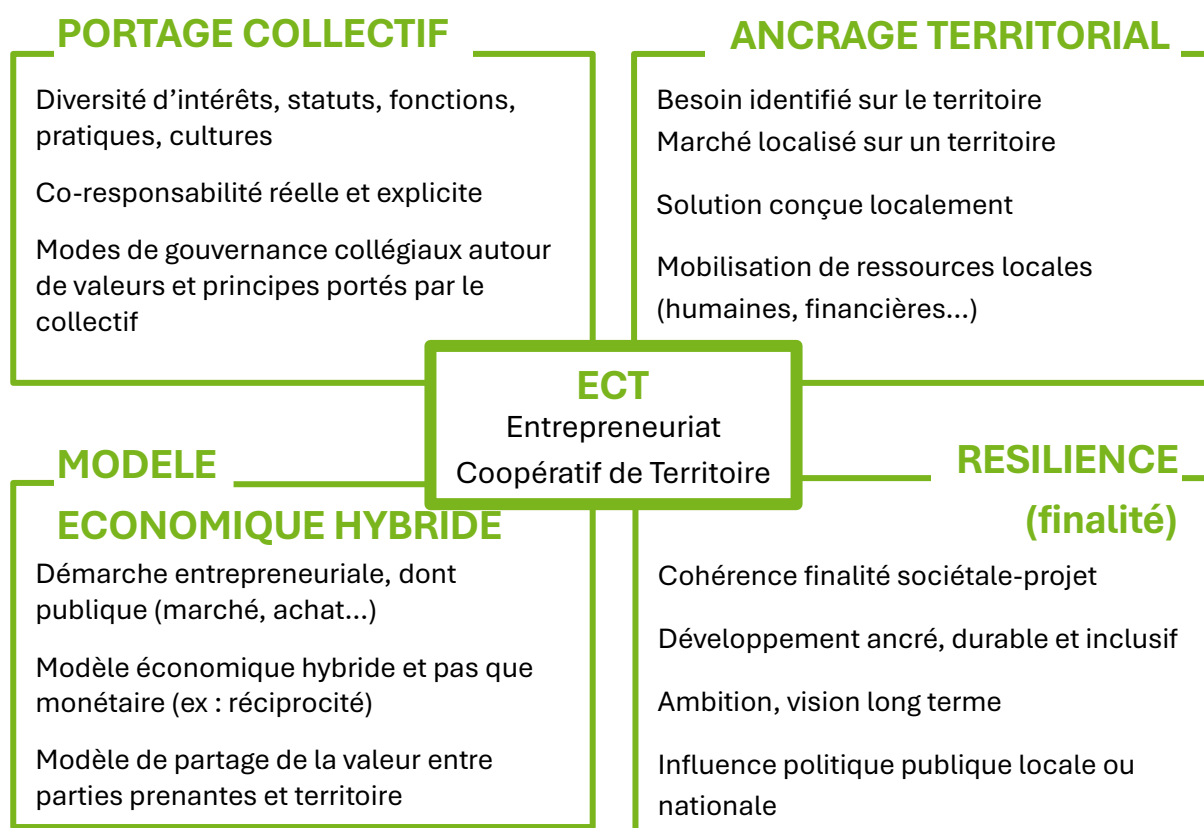 PORTAGE COLLECTIF
Diversité d’intérêts, statuts, fonctions,
pratiques, cultures
Co-responsabilité réelle et explicite
Modes de gouvernance collégiaux autour
de valeurs et principes portés par le
collectif
ANCRAGE TERRITORIAL
Besoin identifié sur le territoire
Marché localisé sur un territoire
Solution conçue localement
Mobilisation de ressources locales
(humaines, financières...)
ECT
Entrepreneuriat
Coopératif de Territoire
MODELE
ECONOMIQUE HYBRIDE
Démarche entrepreneuriale, dont
publique (marché, achat...)
Modèle économique hybride et pas que
monétaire (ex : réciprocité)
Modèle de partage de la valeur entre
parties prenantes et territoire
RESILIENCE
(finalité)
Cohérence finalité sociétale-projet
Développement ancré, durable et inclusif
Ambition, vision long terme
Influence politique publique locale ou
nationale